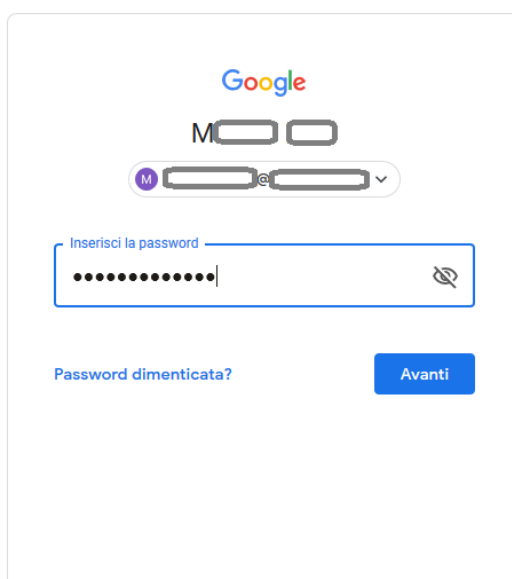 Google
M
M @
Inserisci la password
•••••••••••••
Password dimenticata?
Avanti